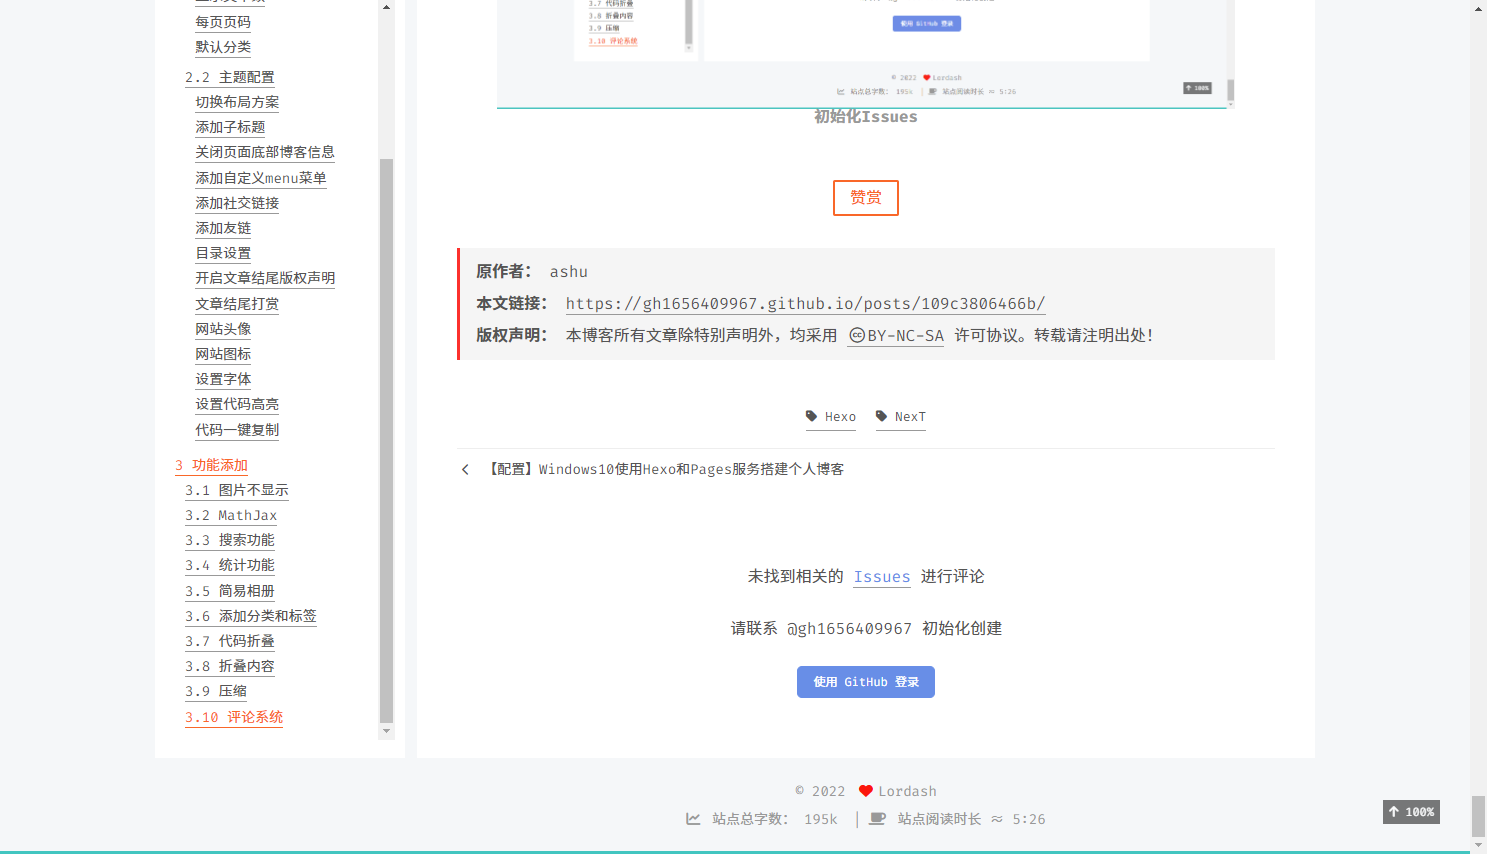 每页页码
默认分类
2.2 主题配置
切换布局方案
添加子标题
关闭页面底部博客信息
添加自定义menu菜单
添加社交链接
添加友链
目录设置
开启文章结尾版权声明
文章结尾打赏
网站头像
网站图标
设置字体
设置代码高亮
代码一键复制
3 功能添加
3.1 图片不显示
3.2 MathJax
3.3 搜索功能
3.4 统计功能
3.5 简易相册
3.6 添加分类和标签
3.7 代码折叠
3.8 折叠内容
3.9 压缩
3.10 评论系统
3.7 代码折叠
3.8 折叠内容
3.9 压缩
3.10 评论系统
使用 GitHub 登录
© 2022 Lordash
站点总字数： 195k | 站点阅读时长 ≈ 5:26
100%
初始化Issues
赞赏
原作者： ashu
本文链接： https://gh1656409967.github.io/posts/109c3806466b/
版权声明： 本博客所有文章除特别声明外，均采用 BY-NC-SA 许可协议。转载请注明出处！
Hexo NexT
【配置】Windows10使用Hexo和Pages服务搭建个人博客
未找到相关的 Issues 进行评论
请联系 @gh1656409967 初始化创建
使用 GitHub 登录
© 2022 Lordash
站点总字数： 195k | 站点阅读时长 ≈ 5:26
100%